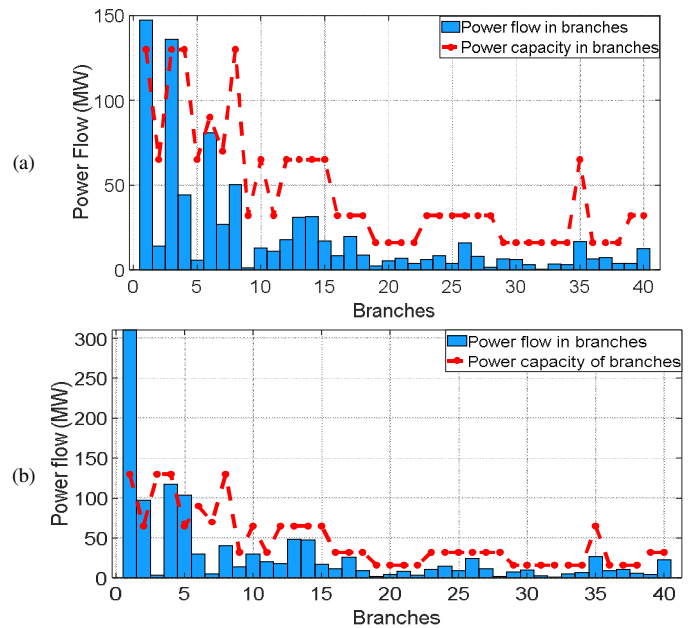 (a)
Power Flow (MW)
150
100
50
0
Power flow in branches
Power capacity in branches
0 5 10 15 20 25 30 35 40
Branches
(b)
Power flow (MW)
300
250
200
150
100
50
0
Power flow in branches
Power capacity of branches
0 5 10 15 20 25 30 35 40
Branches